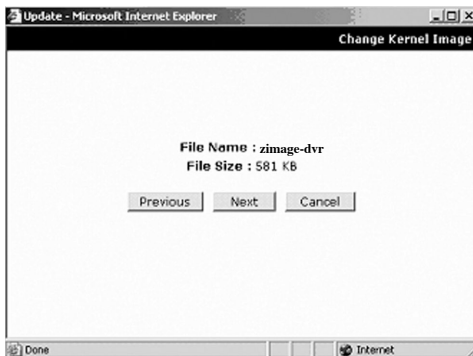 Update - Microsoft Internet Explorer
Change Kernel Image
File Name : zimage-dvr
File Size : 581 KB
Previous Next Cancel
Done Internet